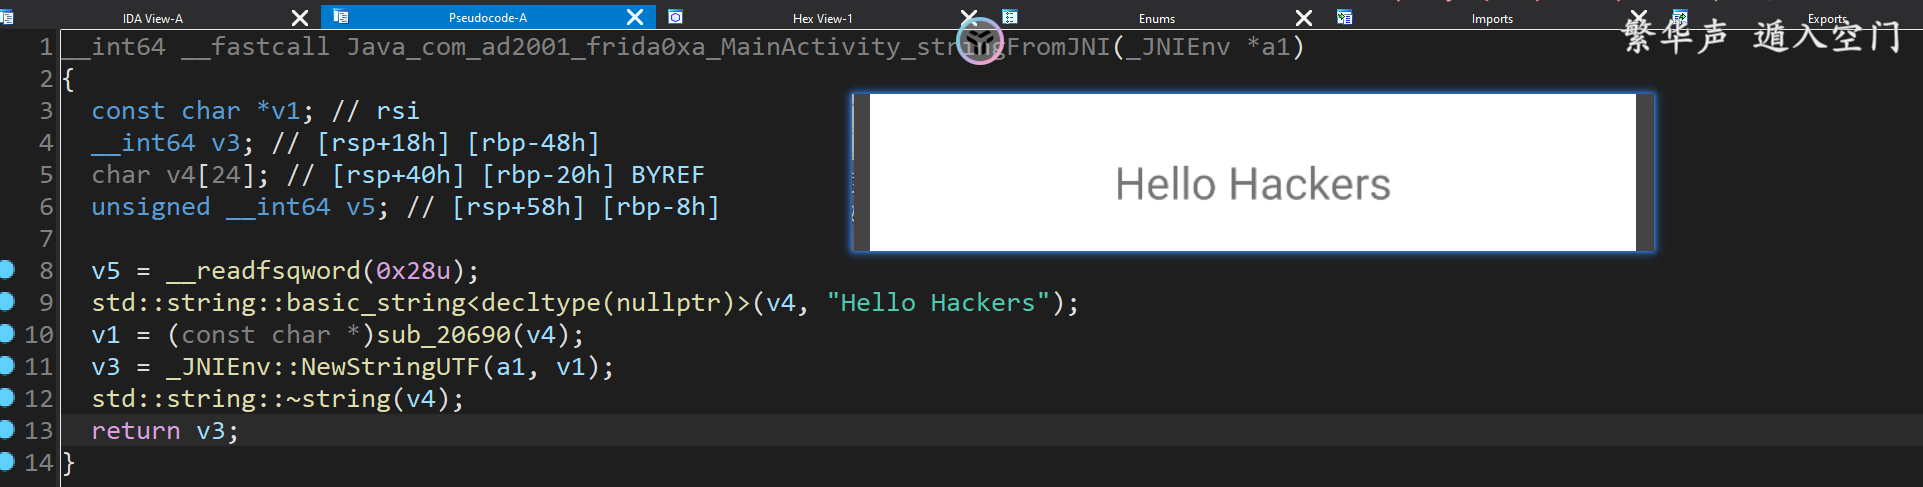 IDA View-A Pseudocode-A Hex View-1 Enums Imports Exports
繁华声 遁入空门
1 __int64 __fastcall Java_com_ad2001_frida0xa_MainActivity_stringFromJNI(_JNIEnv *a1)
2 {
3 const char *v1; // rsi
4 __int64 v3; // [rsp+18h] [rbp-48h]
5 char v4[24]; // [rsp+40h] [rbp-20h] BYREF
6 unsigned __int64 v5; // [rsp+58h] [rbp-8h]
7
8 v5 = __readfsqword(0x28u);
9 std::string::basic_string<decltype(nullptr)>(v4, "Hello Hackers");
10 v1 = (const char *)sub_20690(v4);
11 v3 = _JNIEnv::NewStringUTF(a1, v1);
12 std::string::~string(v4);
13 return v3;
14 }
Hello Hackers